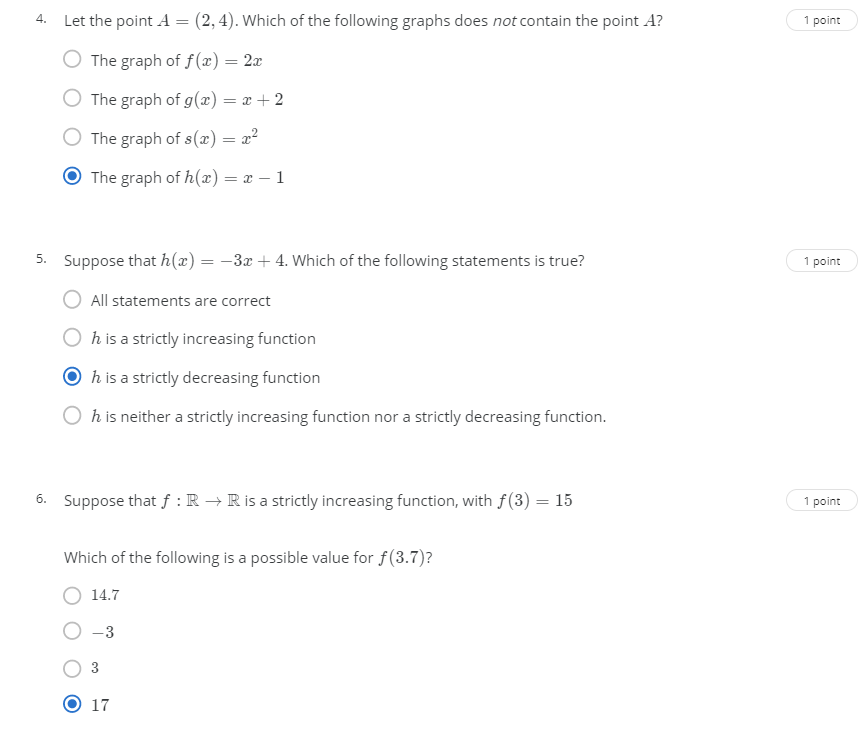 4. Let the point A = (2, 4). Which of the following graphs does not contain the point A? 1 point
The graph of f(x) = 2x
The graph of g(x) = x + 2
The graph of s(x) = x²
The graph of h(x) = x − 1
5. Suppose that h(x) = −3x + 4. Which of the following statements is true? 1 point
All statements are correct
h is a strictly increasing function
h is a strictly decreasing function
h is neither a strictly increasing function nor a strictly decreasing function.
6. Suppose that f : ℝ → ℝ is a strictly increasing function, with f(3) = 15 1 point
Which of the following is a possible value for f(3.7)?
14.7
−3
3
17